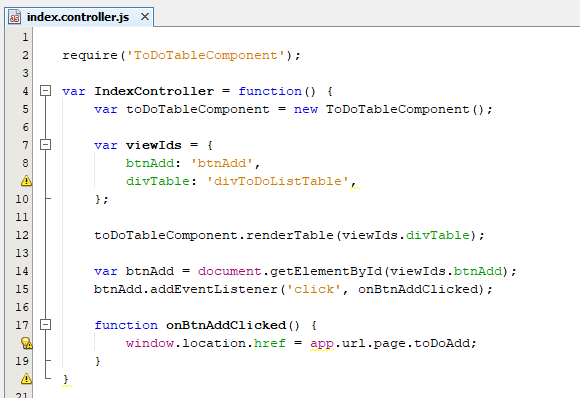 index.controller.js
1
2 require('ToDoTableComponent');
3
4 var IndexController = function() {
5 var toDoTableComponent = new ToDoTableComponent();
6
7 var viewIds = {
8 btnAdd: 'btnAdd',
divTable: 'divToDoListTable',
10 };
11
12 toDoTableComponent.renderTable(viewIds.divTable);
13
14 var btnAdd = document.getElementById(viewIds.btnAdd);
15 btnAdd.addEventListener('click', onBtnAddClicked);
16
17 function onBtnAddClicked() {
window.location.href = app.url.page.toDoAdd;
19 }
}
21